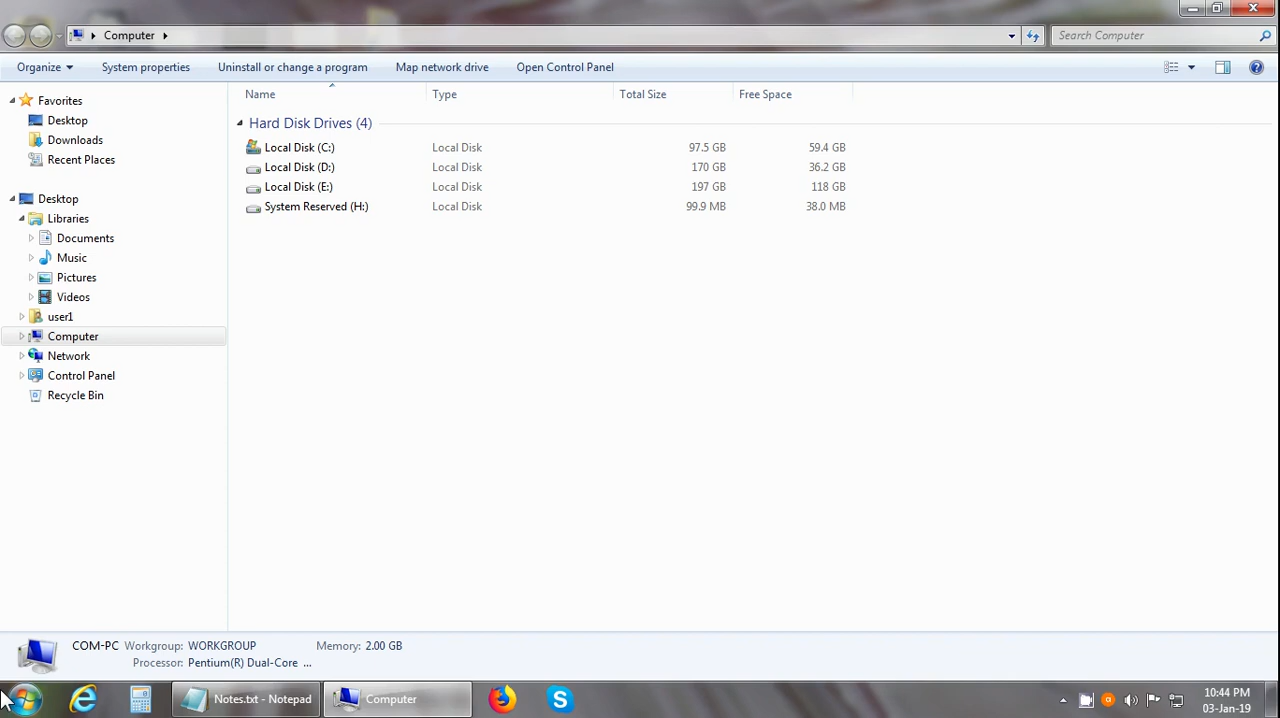 Computer
Search Computer
Organize
System properties
Uninstall or change a program
Map network drive
Open Control Panel
Favorites
Desktop
Downloads
Recent Places
Desktop
Libraries
Documents
Music
Pictures
Videos
user1
Computer
Network
Control Panel
Recycle Bin
Name Type Total Size Free Space
Hard Disk Drives (4)
Local Disk (C:) Local Disk 97.5 GB 59.4 GB
Local Disk (D:) Local Disk 170 GB 36.2 GB
Local Disk (E:) Local Disk 197 GB 118 GB
System Reserved (H:) Local Disk 99.9 MB 38.0 MB
COM-PC Workgroup: WORKGROUP Memory: 2.00 GB
Processor: Pentium(R) Dual-Core ...
Notes.txt - Notepad
Computer
10:44 PM
03-Jan-19